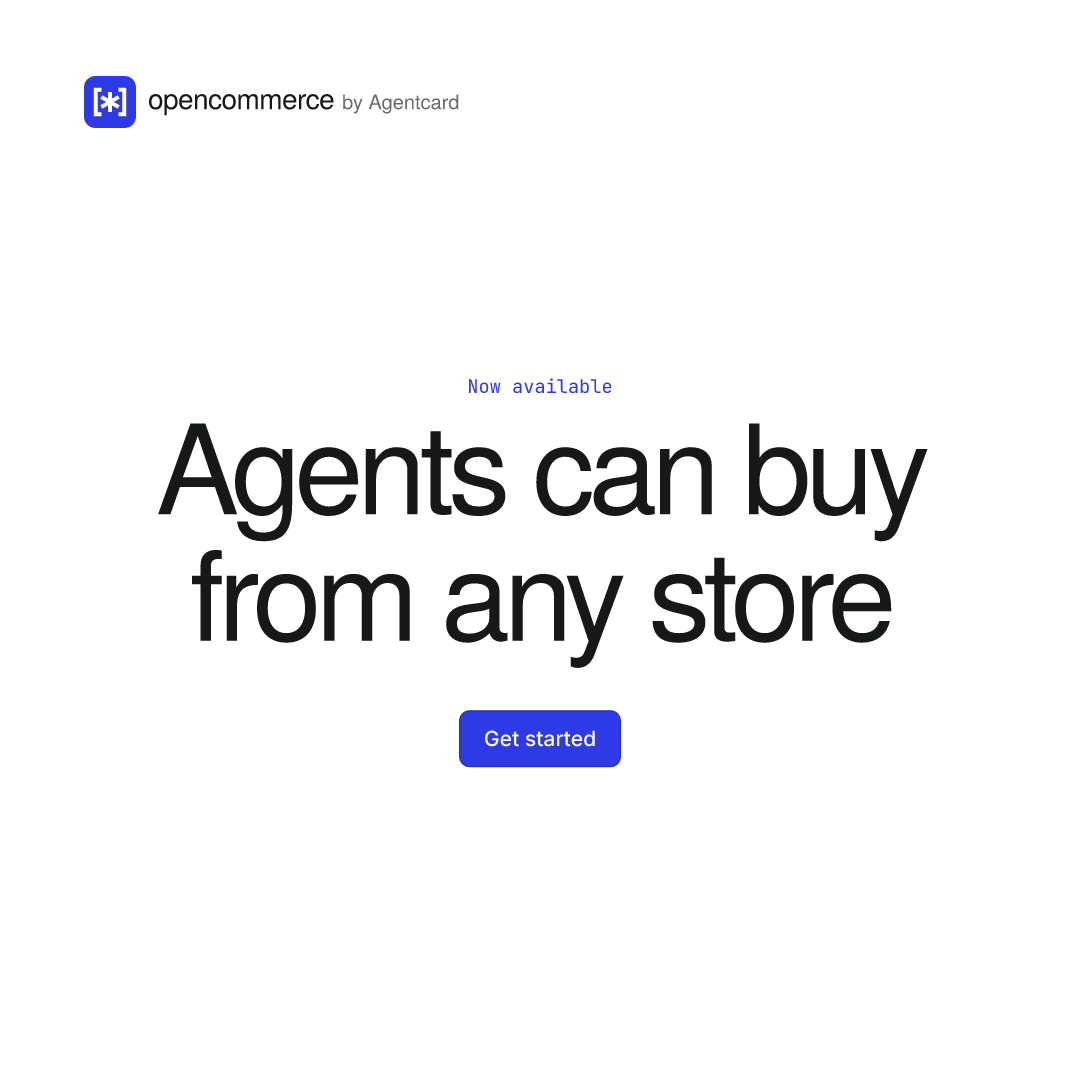 [*] opencommerce by Agentcard
Now available
Agents can buy
from any store
Get started